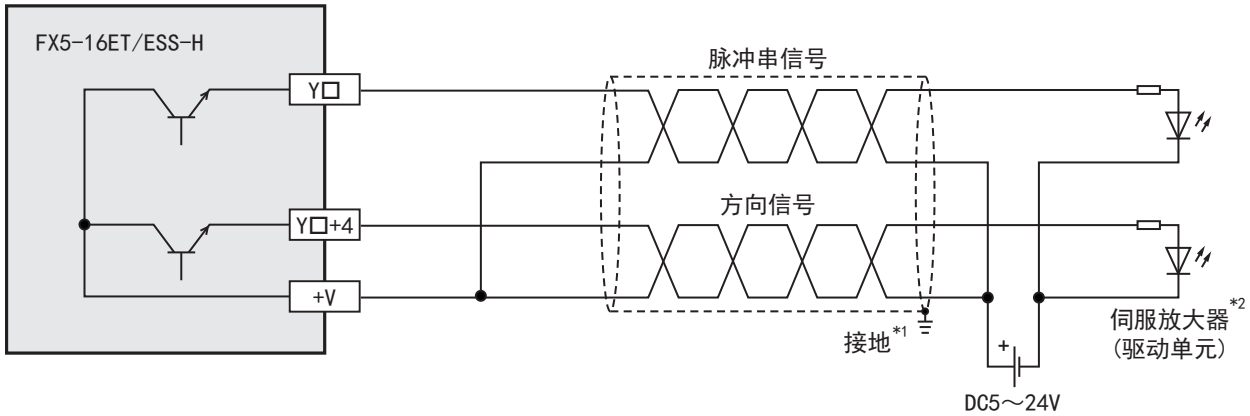 FX5-16ET/ESS-H
脉冲串信号
Y□
方向信号
Y□+4
+V
接地*1
伺服放大器*2
(驱动单元)
+
DC5～24V